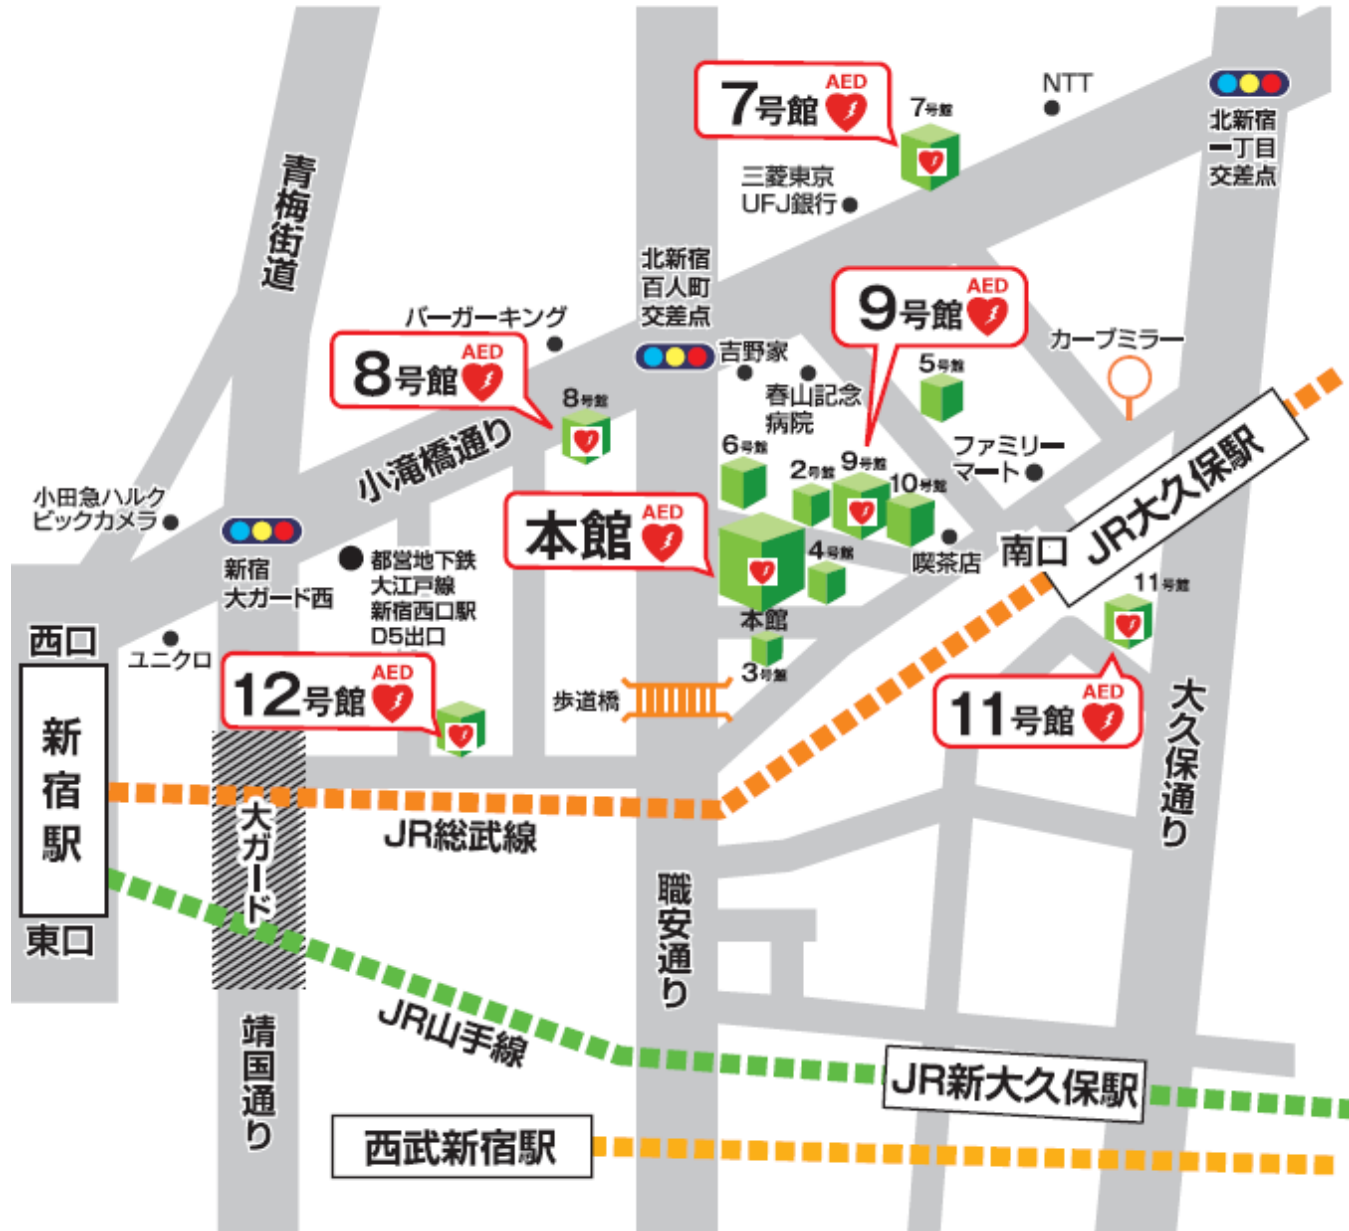 NTT
AED
7号館
7号館
北新宿
一丁目
交差点
三菱東京
UFJ銀行
青梅街道
北新宿
百人町
交差点
AED
9号館
バーガーキング
カーブミラー
吉野家
AED
8号館
5号館
春山記念
病院
8号館
小滝橋通り
ファミリー
マート
6号館
2号館
9号館
10号館
JR大久保駅
小田急ハルク
ビックカメラ
AED
本館
南口
喫茶店
4号館
新宿
大ガード西
都営地下鉄
大江戸線
新宿西口駅
D5出口
11号館
本館
西口
ユニクロ
3号館
AED
12号館
歩道橋
AED
11号館
大久保通り
新宿駅
大ガード
JR総武線
東口
職安通り
JR山手線
靖国通り
JR新大久保駅
西武新宿駅